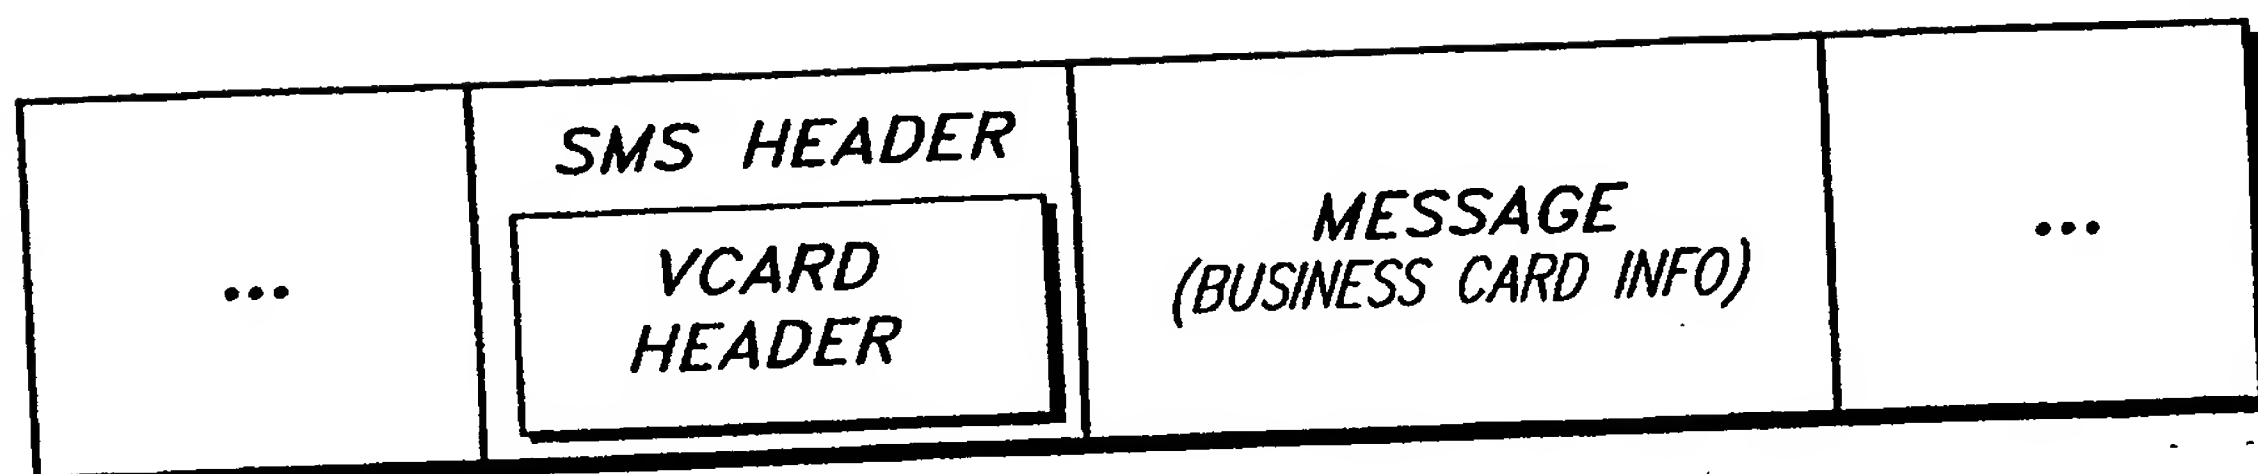 ...
SMS HEADER
VCARD
HEADER
MESSAGE
(BUSINESS CARD INFO)
...